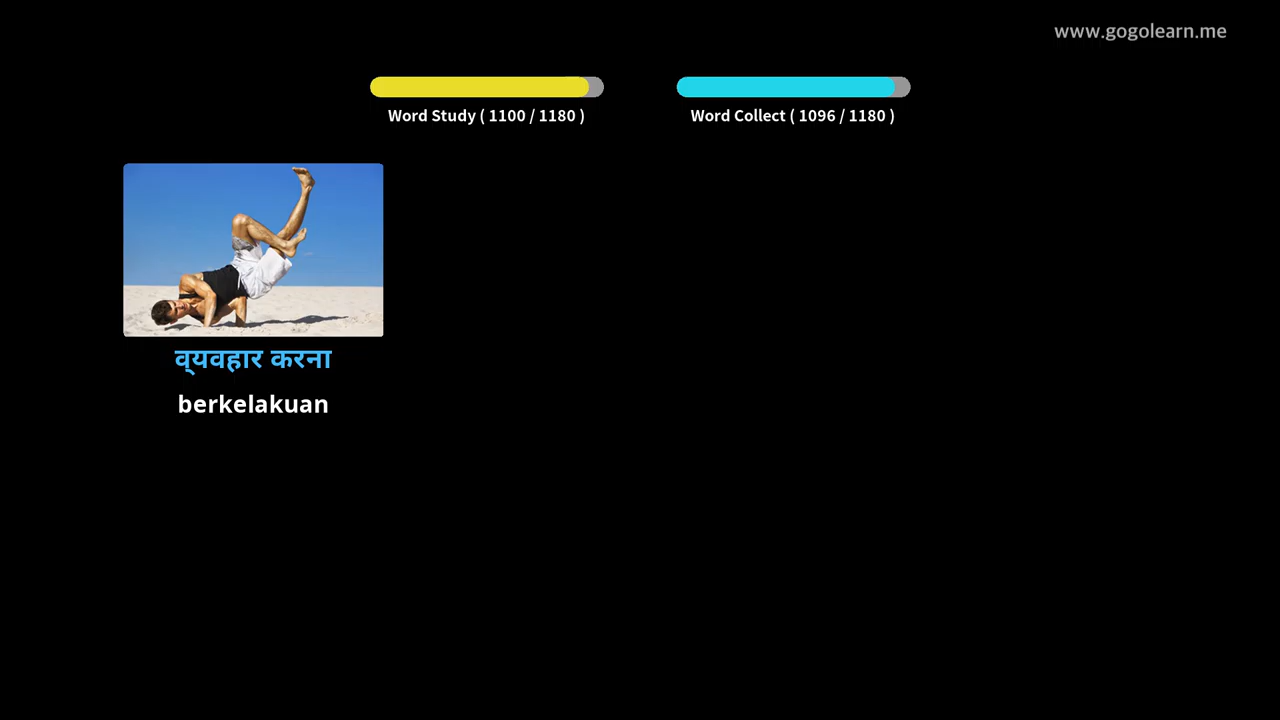 www.gogolearn.me
Word Study ( 1100 / 1180 )
Word Collect ( 1096 / 1180 )
व्यवहार करना
berkelakuan